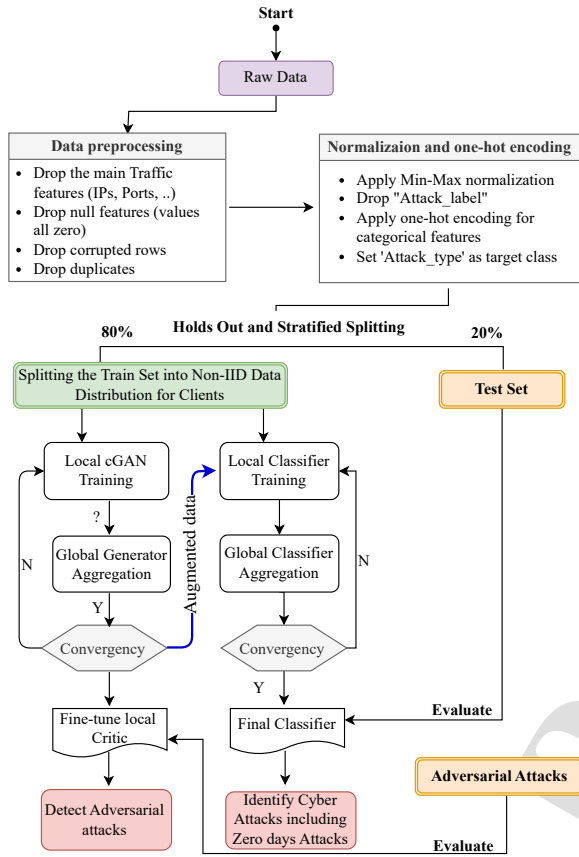 Start
Raw Data
Data preprocessing
• Drop the main Traffic
features (IPs, Ports, ..)
• Drop null features (values
all zero)
• Drop corrupted rows
• Drop duplicates
Normalizaion and one-hot encoding
• Apply Min-Max normalization
• Drop "Attack_label"
• Apply one-hot encoding for
categorical features
• Set 'Attack_type' as target class
80%
Holds Out and Stratified Splitting
20%
Splitting the Train Set into Non-IID Data
Distribution for Clients
Test Set
Local cGAN
Training
?
Global Generator
Aggregation
N
Y
Convergency
Augmented data
Local Classifier
Training
Global Classifier
Aggregation
N
Convergency
Y
Fine-tune local
Critic
Final Classifier
Evaluate
Adversarial Attacks
Detect Adversarial
attacks
Identify Cyber
Attacks including
Zero days Attacks
Evaluate